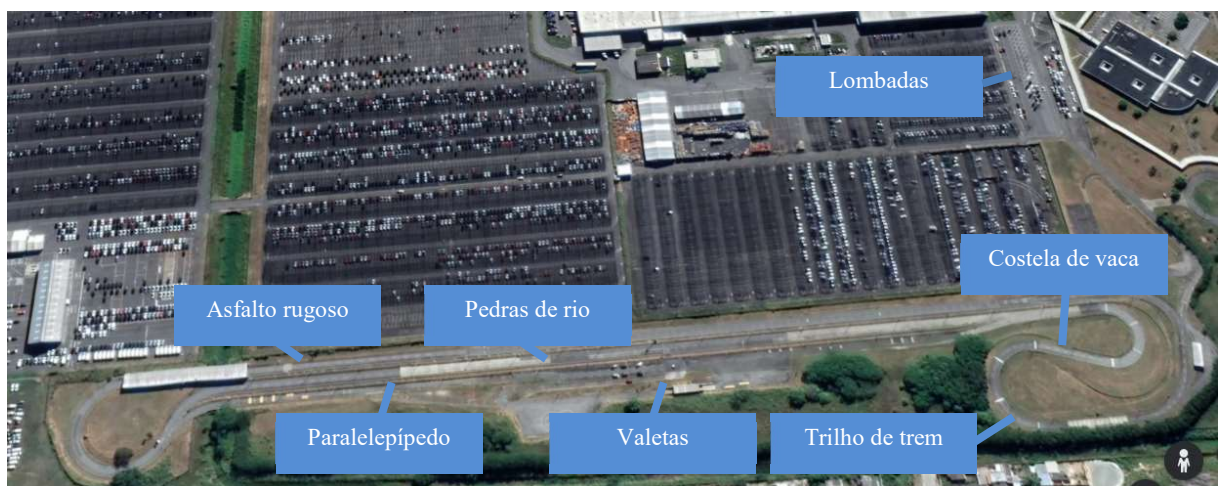 Lombadas
Costela de vaca
Asfalto rugoso
Pedras de rio
Paralelepípedo
Valetas
Trilho de trem